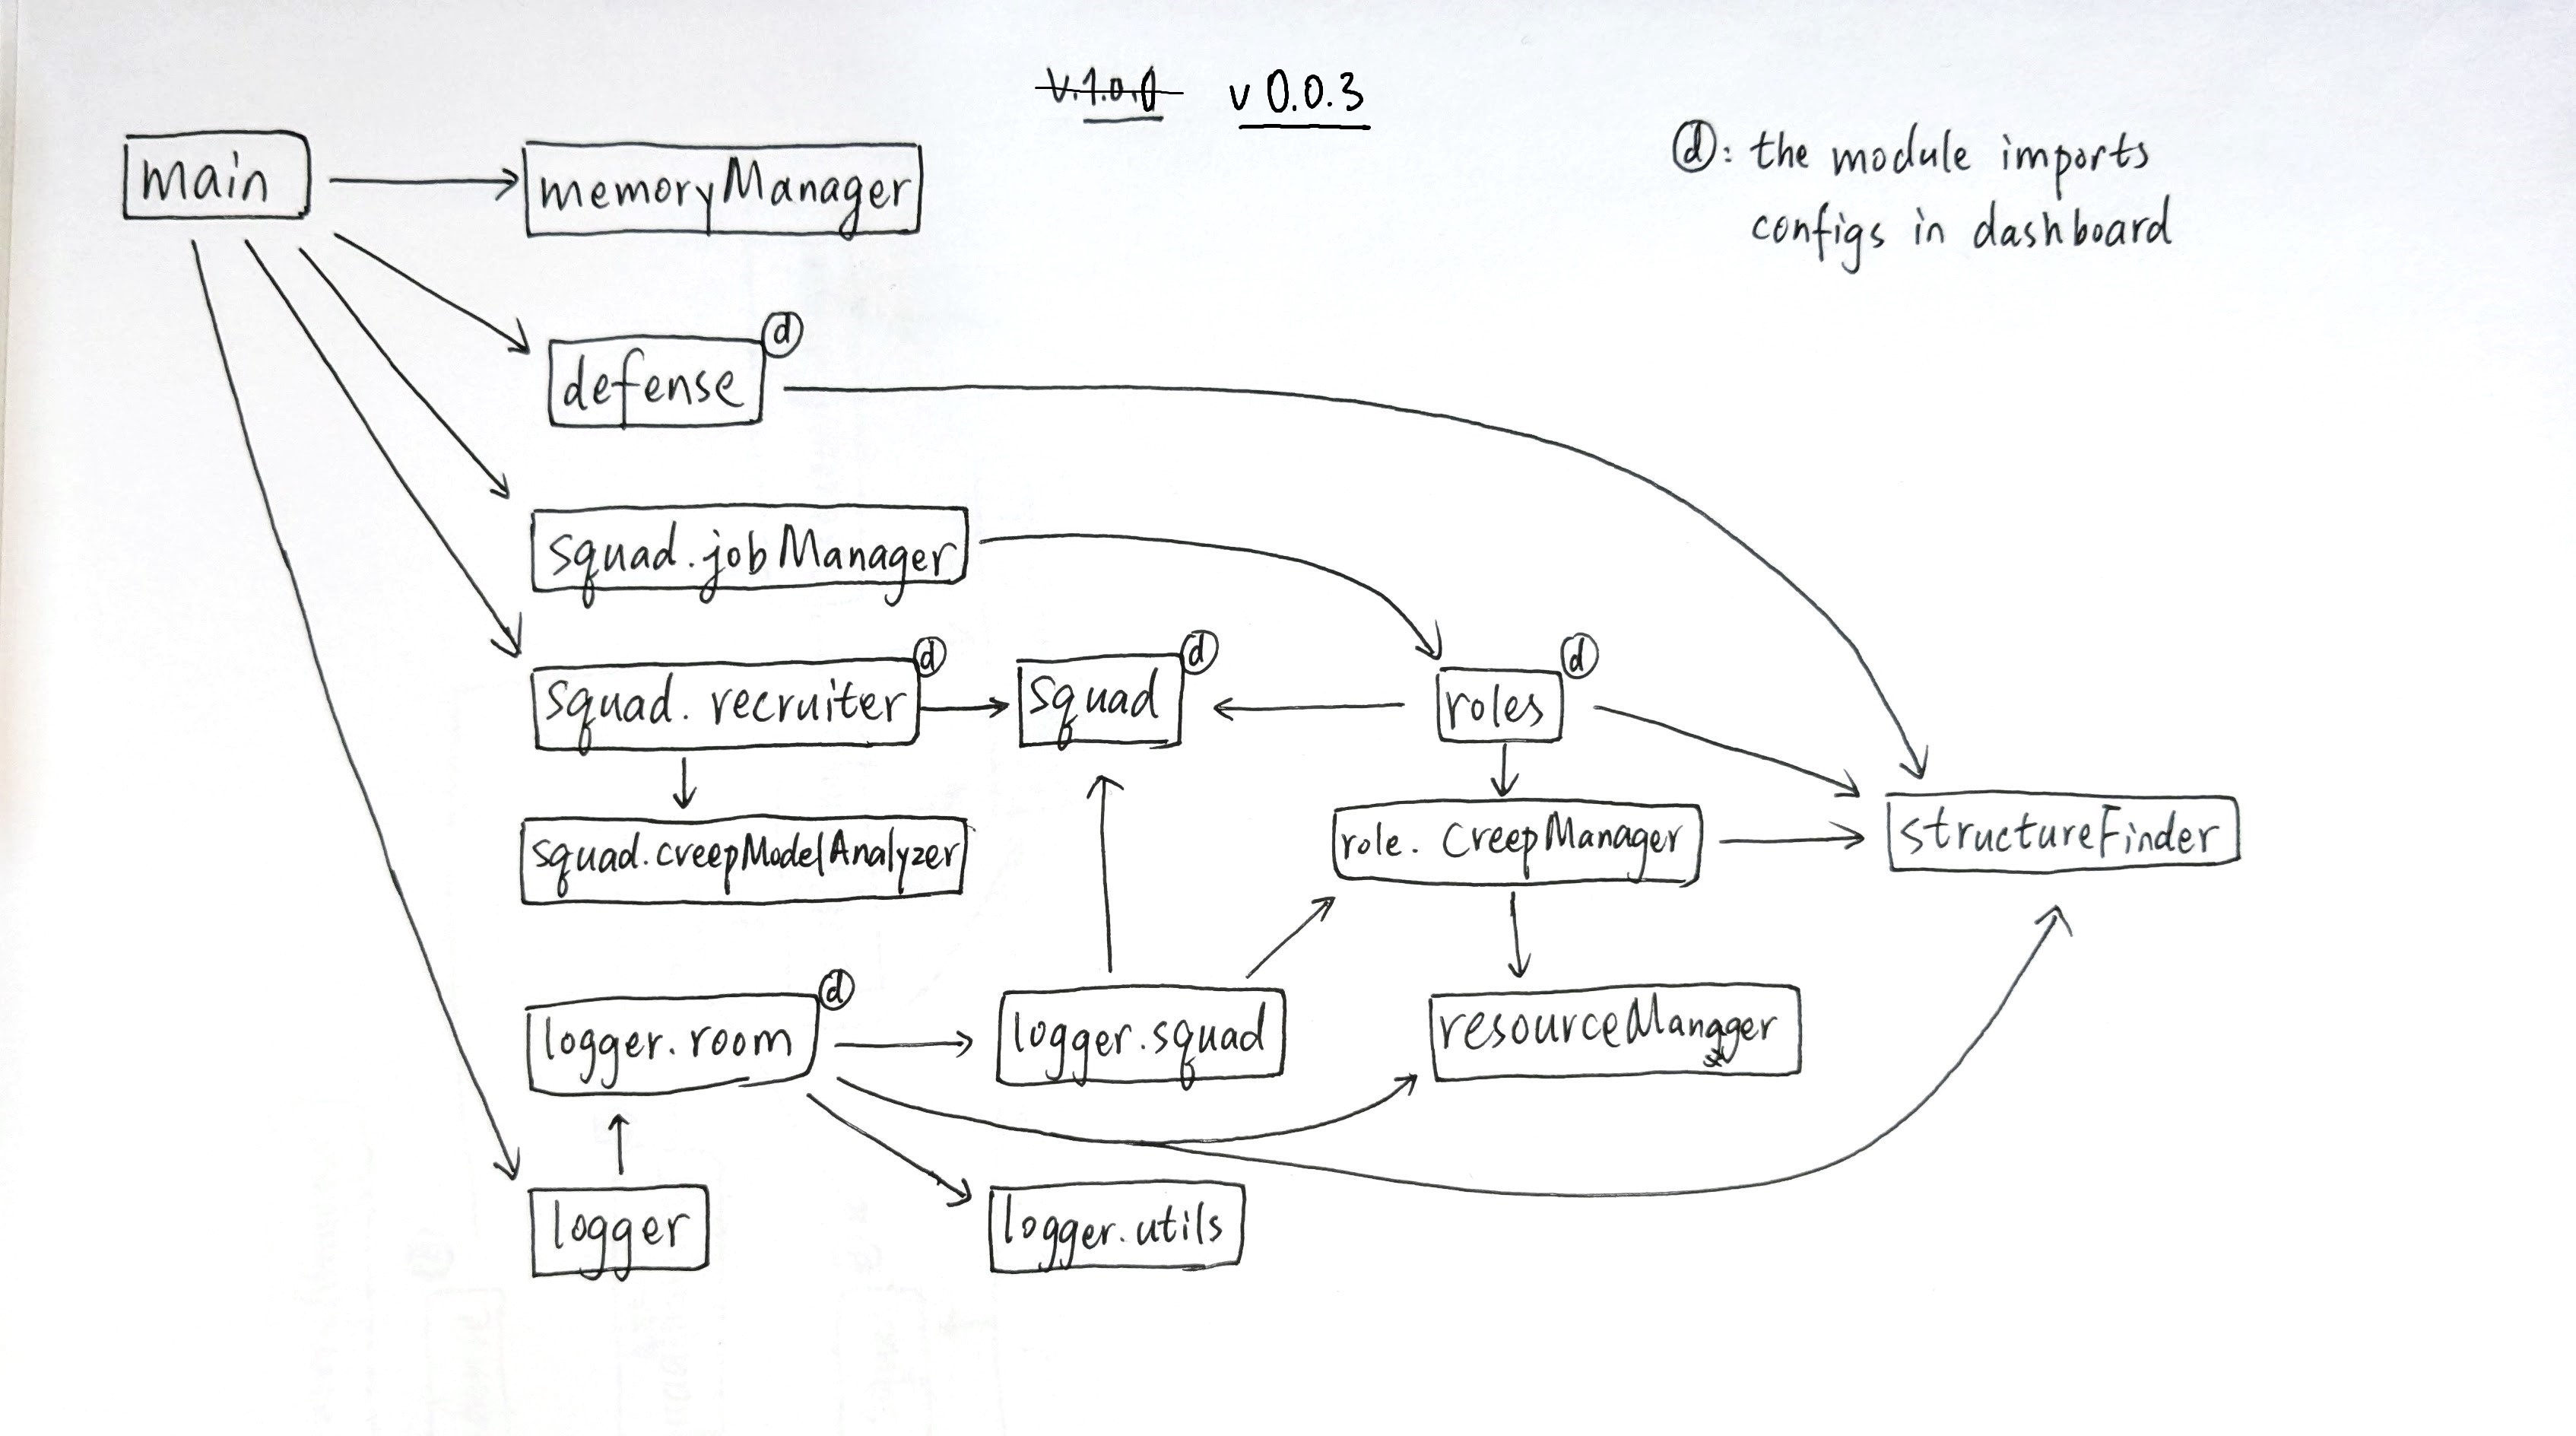 v.1.0.0 v 0.0.3
ⓓ: the module imports
configs in dashboard
main
memoryManager
ⓓ
defense
squad.jobManager
ⓓ
squad. recruiter
ⓓ
squad
ⓓ
roles
squad.creepModelAnalyzer
role. CreepManager
structureFinder
ⓓ
logger.room
logger.squad
resourceManager
logger
logger.utils